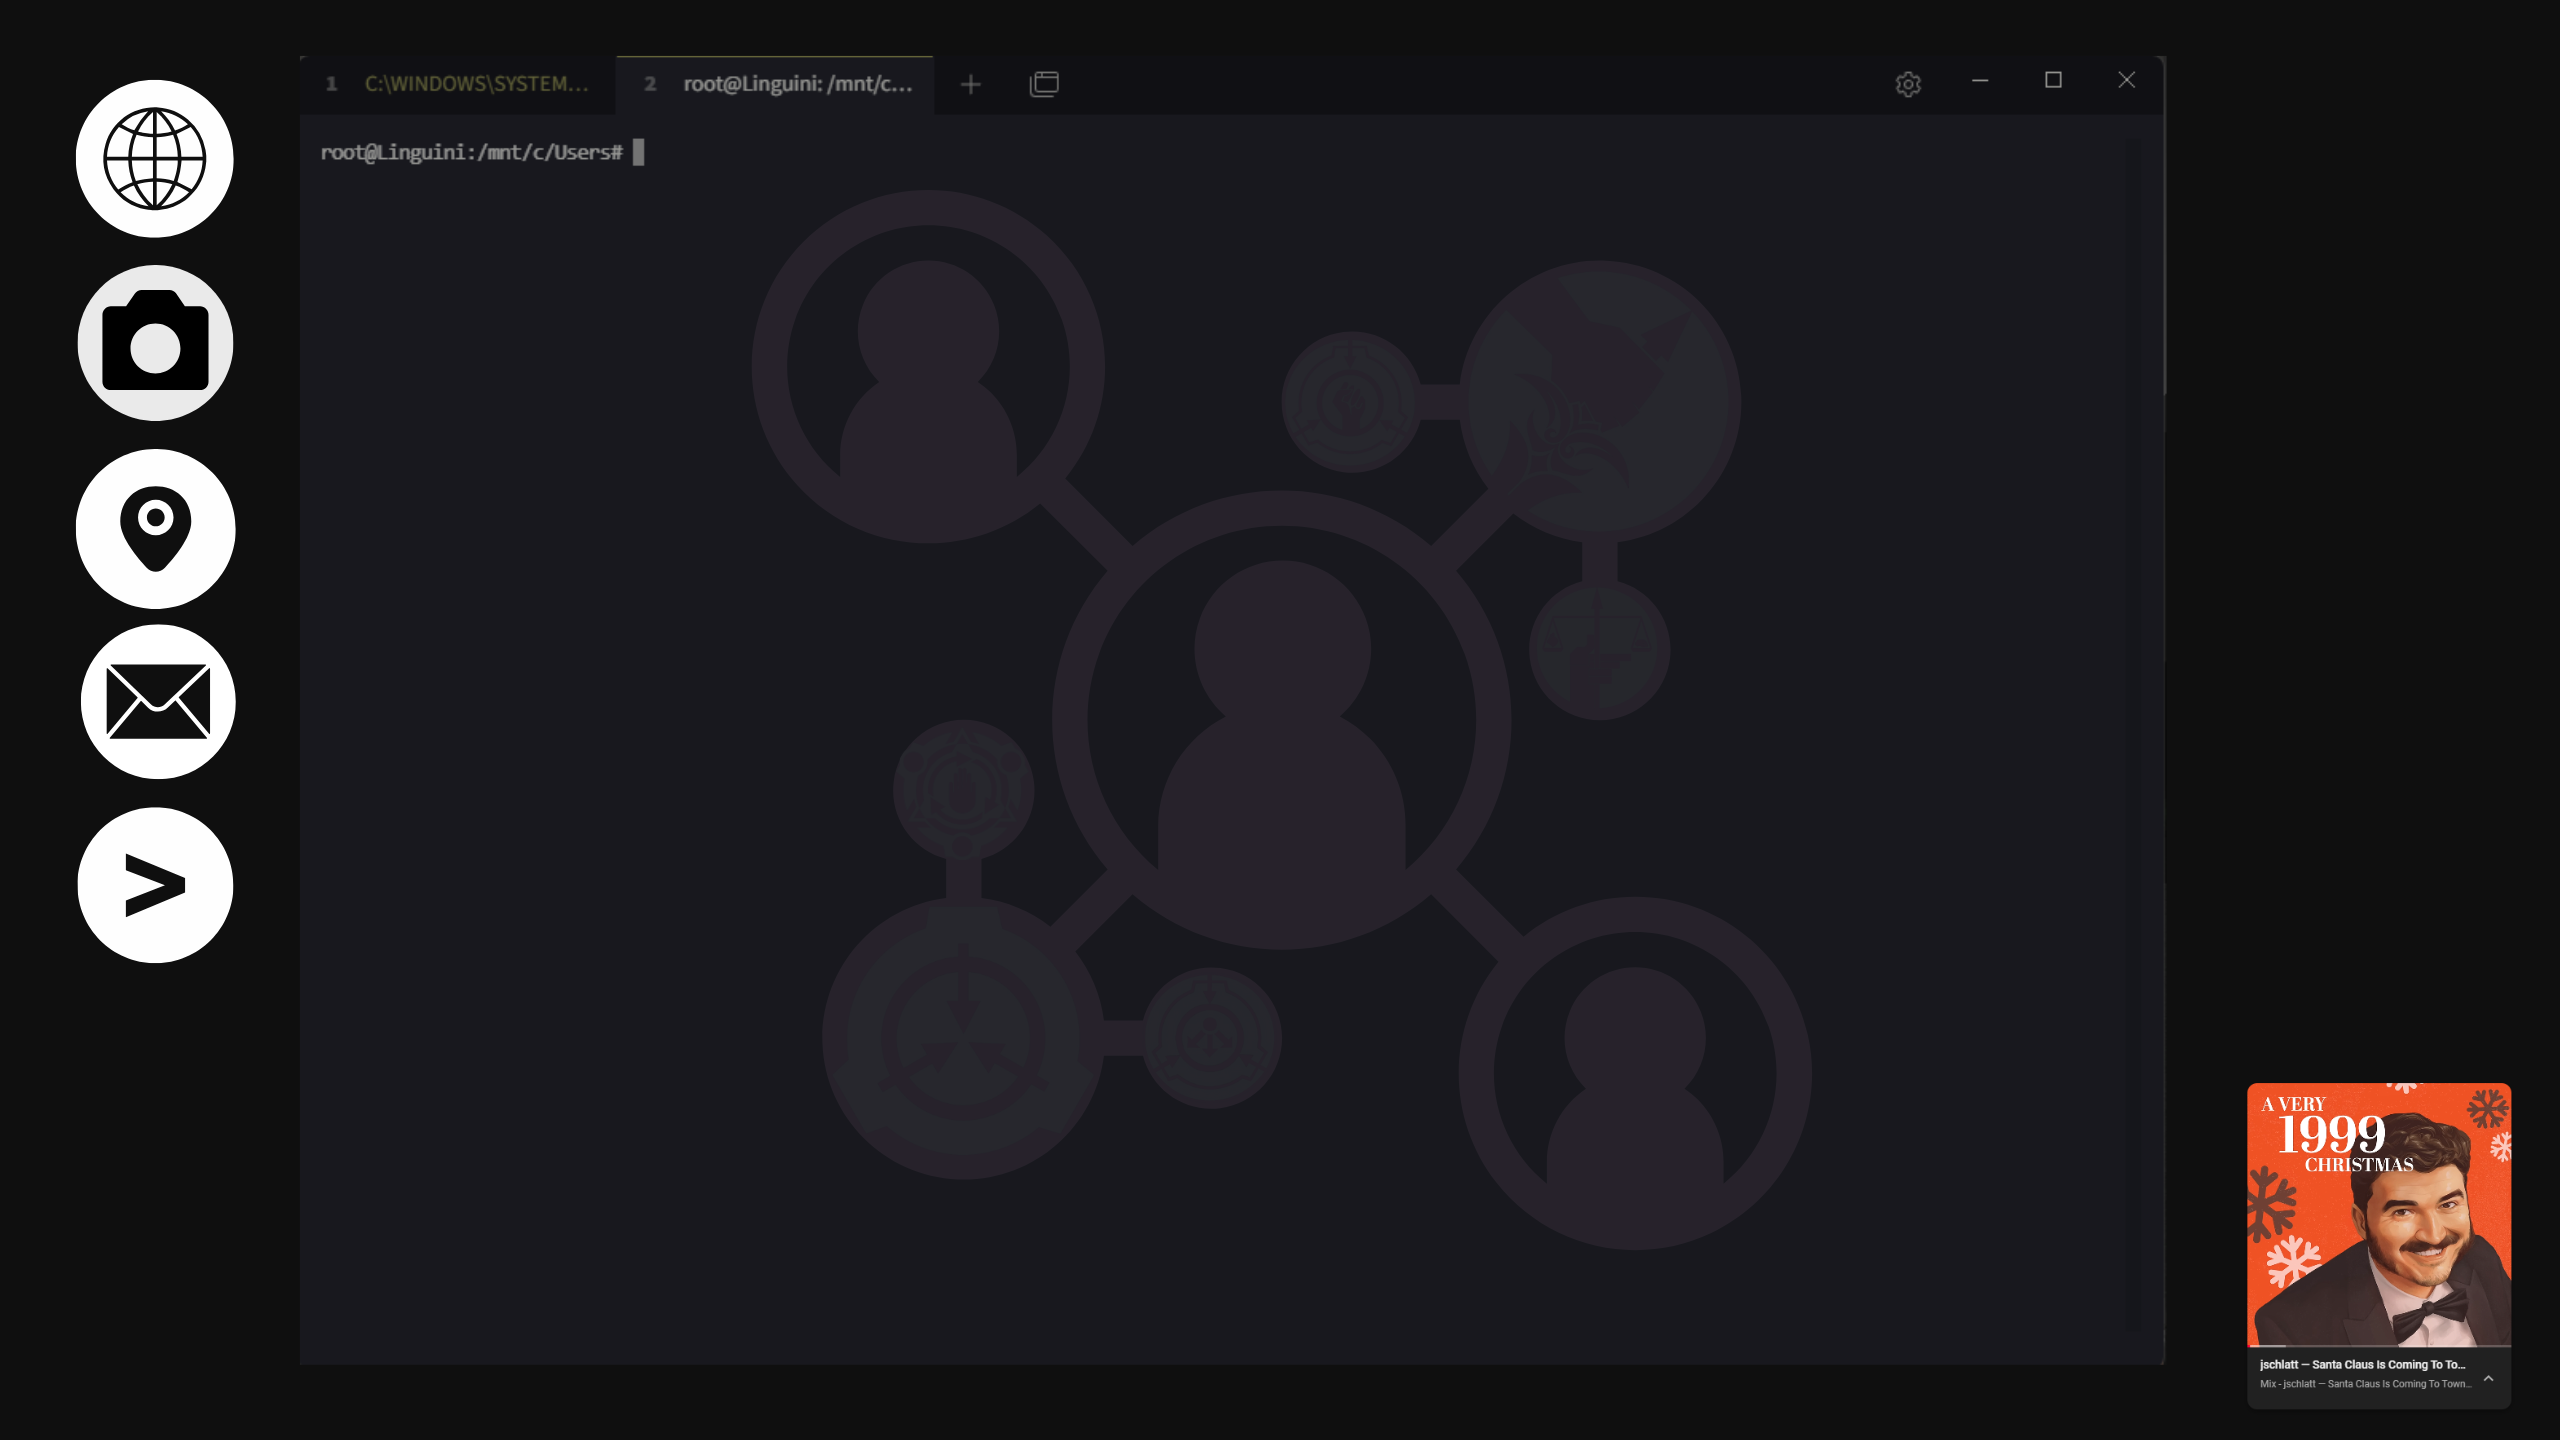 1 C:\WINDOWS\SYSTEM...
2 root@Linguini: /mnt/c...
root@Linguini:/mnt/c/Users#
>
A VERY
1999
CHRISTMAS
jschlatt — Santa Claus Is Coming To To...
Mix - jschlatt — Santa Claus Is Coming To Town...